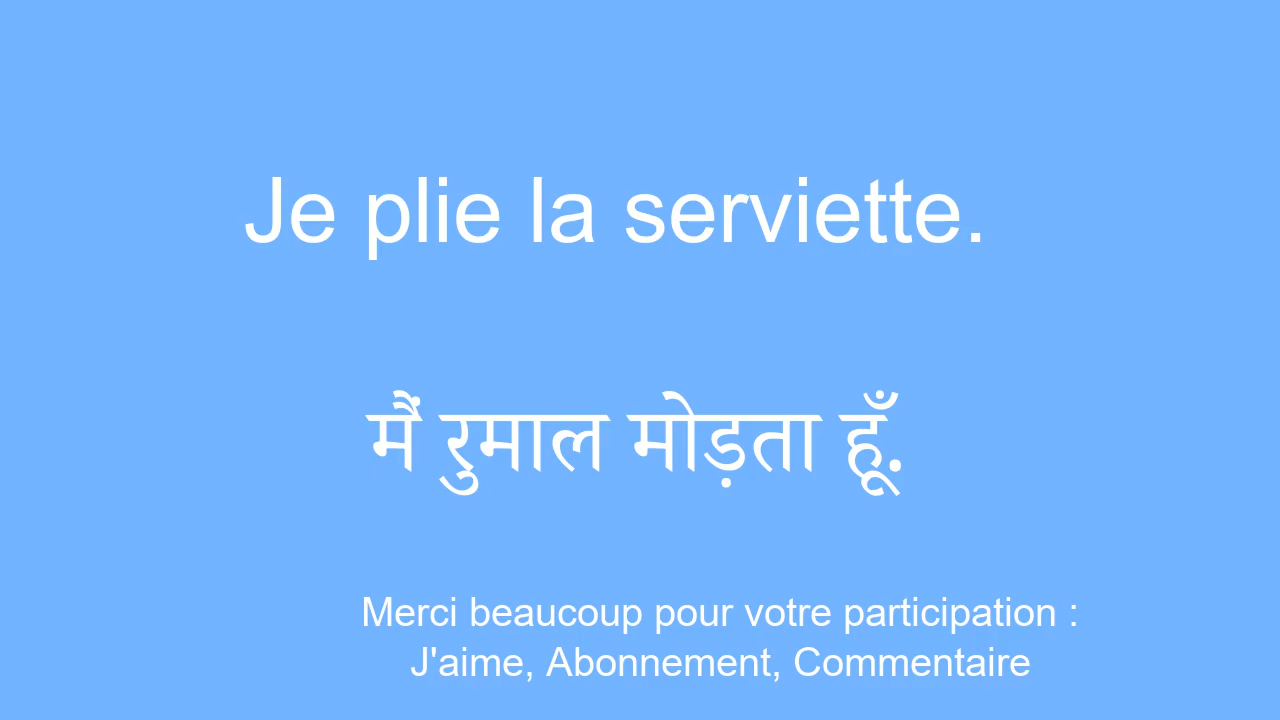 Je plie la serviette.
मैं रुमाल मोड़ता हूँ.
Merci beaucoup pour votre participation :
J'aime, Abonnement, Commentaire